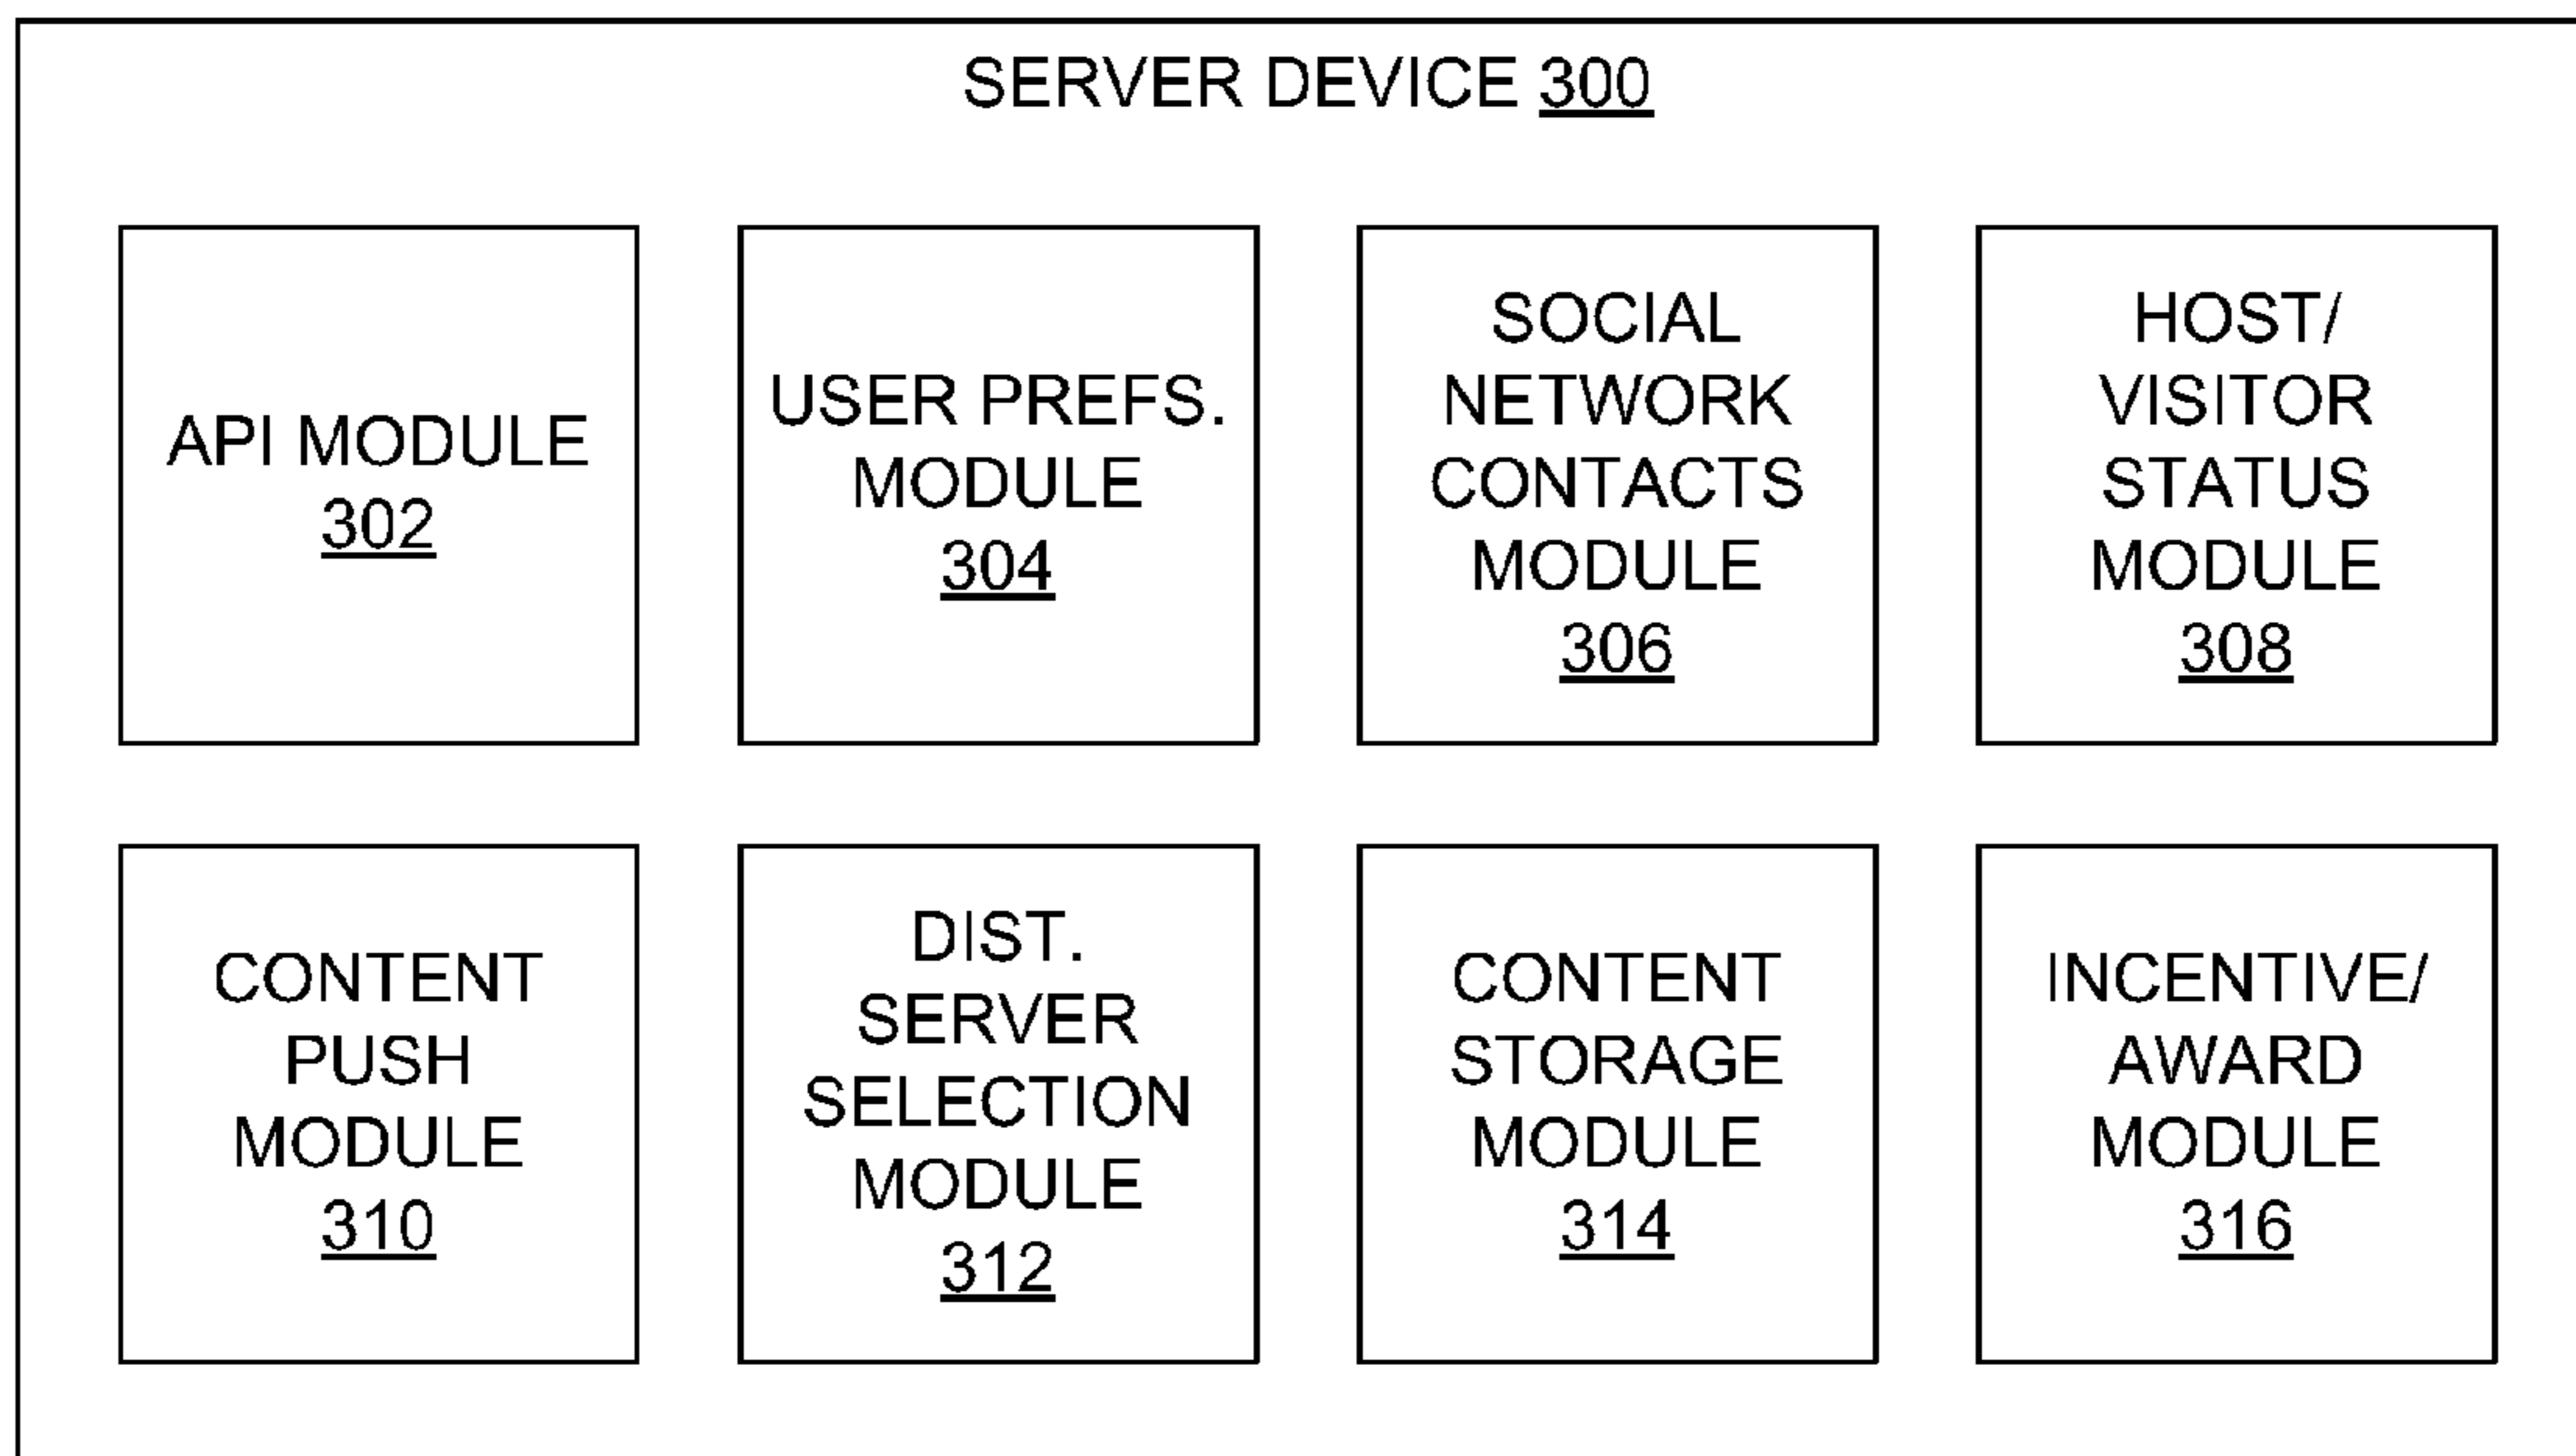 SERVER DEVICE 300
API MODULE
302
USER PREFS.
MODULE
304
SOCIAL
NETWORK
CONTACTS
MODULE
306
HOST/
VISITOR
STATUS
MODULE
308
CONTENT
PUSH
MODULE
310
DIST.
SERVER
SELECTION
MODULE
312
CONTENT
STORAGE
MODULE
314
INCENTIVE/
AWARD
MODULE
316